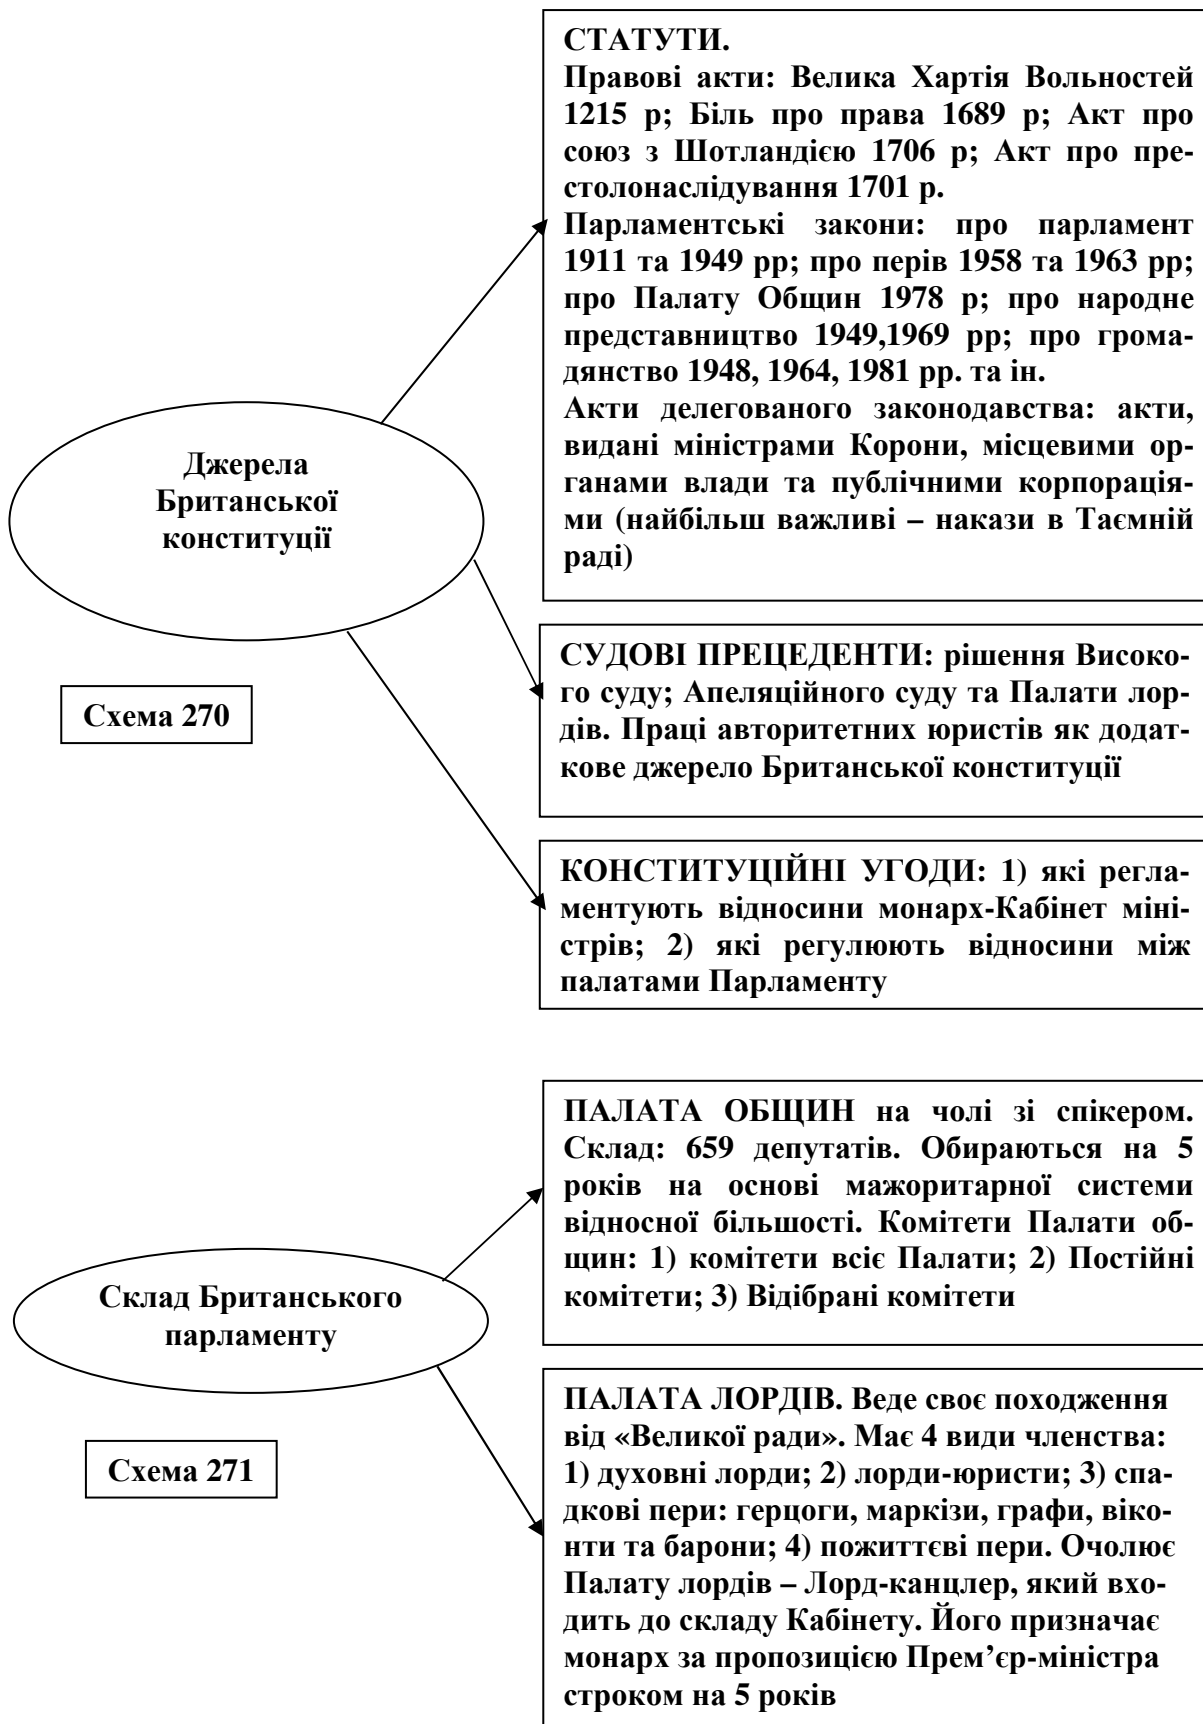 СТАТУТИ.
Правові акти: Велика Хартія Вольностей
1215 р; Біль про права 1689 р; Акт про
союз з Шотландією 1706 р; Акт про пре-
столонаслідування 1701 р.
Парламентські закони: про парламент
1911 та 1949 рр; про перів 1958 та 1963 рр;
про Палату Общин 1978 р; про народне
представництво 1949,1969 рр; про грома-
дянство 1948, 1964, 1981 рр. та ін.
Акти делегованого законодавства: акти,
видані міністрами Корони, місцевими ор-
ганами влади та публічними корпорація-
ми (найбільш важливі – накази в Таємній
раді)
Джерела
Британської
конституції
СУДОВІ ПРЕЦЕДЕНТИ: рішення Високо-
го суду; Апеляційного суду та Палати лор-
дів. Праці авторитетних юристів як додат-
кове джерело Британської конституції
Схема 270
КОНСТИТУЦІЙНІ УГОДИ: 1) які регла-
ментують відносини монарх-Кабінет міні-
стрів; 2) які регулюють відносини між
палатами Парламенту
ПАЛАТА ОБЩИН на чолі зі спікером.
Склад: 659 депутатів. Обираються на 5
років на основі мажоритарної системи
відносної більшості. Комітети Палати об-
щин: 1) комітети всіє Палати; 2) Постійні
комітети; 3) Відібрані комітети
Склад Британського
парламенту
ПАЛАТА ЛОРДІВ. Веде своє походження
від «Великої ради». Має 4 види членства:
1) духовні лорди; 2) лорди-юристи; 3) спа-
дкові пери: герцоги, маркізи, графи, віко-
нти та барони; 4) пожиттєві пери. Очолює
Палату лордів – Лорд-канцлер, який вхо-
дить до складу Кабінету. Його призначає
монарх за пропозицією Прем’єр-міністра
строком на 5 років
Схема 271